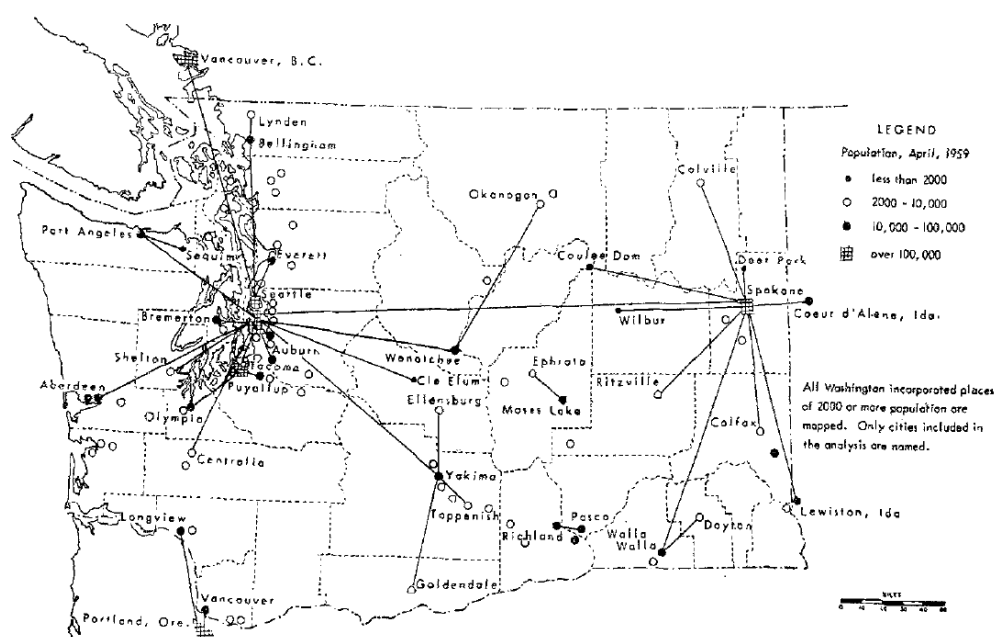 Vancouver, B.C.
Lynden
Bellingham
LEGEND
Population, April, 1959
less than 2000
2000 - 10,000
10,000 - 100,000
over 100,000
Colville
Okanogan
Port Angeles
Sequim
Everett
Coulee Dam
Deer Park
Spokane
Seattle
Bremerton
Wilbur
Coeur d'Alene, Ida.
Auburn
Wenatchee
Shelton
Ephrata
Tacoma
Cle Elum
Ritzville
Aberdeen
Puyallup
Ellensburg
Moses Lake
All Washington incorporated places
of 2000 or more population are
mapped. Only cities included
in the analysis are named.
Olympia
Colfax
Centralia
Yakima
Toppenish
Lewiston, Ida
Longview
Pasco
Dayton
Richland
Walla
Walla
Goldendale
Vancouver
Portland, Ore.
MILES